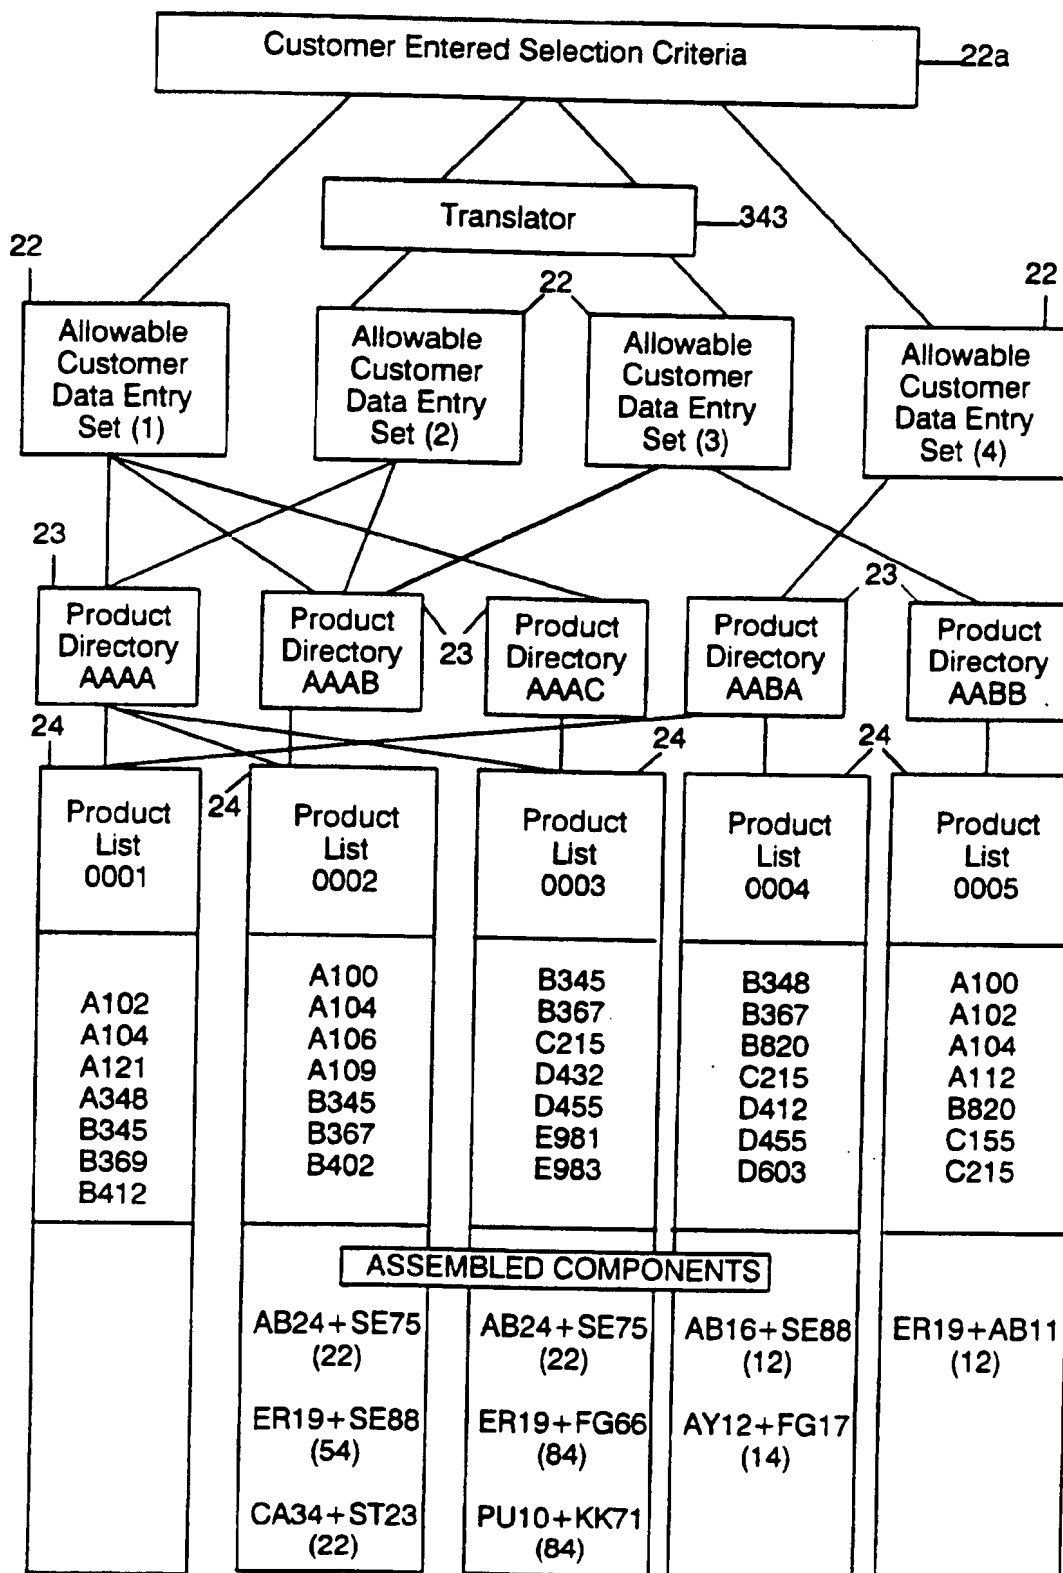 Customer Entered Selection Criteria
22a
Translator
343
22
22
22
Allowable
Customer
Data Entry
Set (1)
Allowable
Customer
Data Entry
Set (2)
Allowable
Customer
Data Entry
Set (3)
Allowable
Customer
Data Entry
Set (4)
23
23
23
Product
Directory
AAAA
Product
Directory
AAAB
Product
Directory
AAAC
Product
Directory
AABA
Product
Directory
AABB
24
24
24
24
Product
List
0001
Product
List
0002
Product
List
0003
Product
List
0004
Product
List
0005
A102
A104
A121
A348
B345
B369
B412
A100
A104
A106
A109
B345
B367
B402
B345
B367
C215
D432
D455
E981
E983
B348
B367
B820
C215
D412
D455
D603
A100
A102
A104
A112
B820
C155
C215
ASSEMBLED COMPONENTS
AB24+SE75
(22)
ER19+SE88
(54)
CA34+ST23
(22)
AB24+SE75
(22)
ER19+FG66
(84)
PU10+KK71
(84)
AB16+SE88
(12)
AY12+FG17
(14)
ER19+AB11
(12)